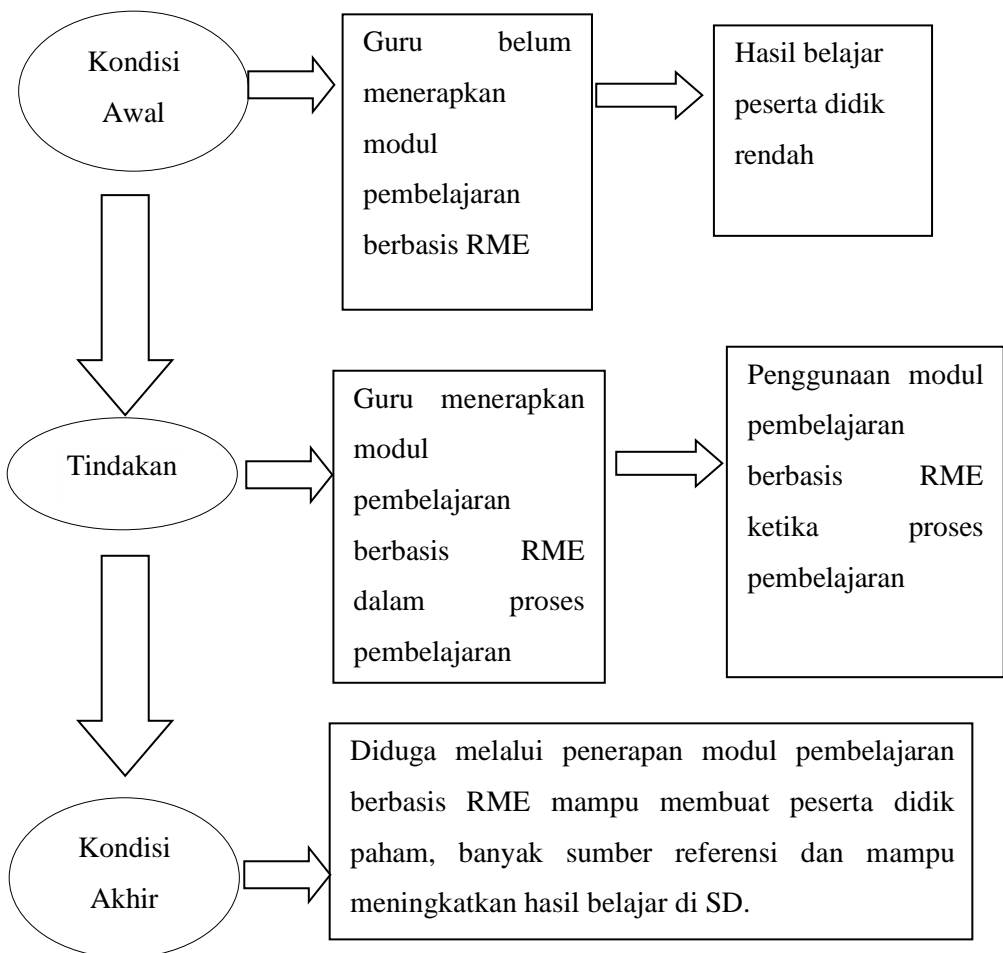 Kondisi
Awal
Guru belum
menerapkan
modul
pembelajaran
berbasis RME
Hasil belajar
peserta didik
rendah
Tindakan
Guru menerapkan
modul
pembelajaran
berbasis RME
dalam proses
pembelajaran
Penggunaan modul
pembelajaran
berbasis RME
ketika proses
pembelajaran
Kondisi
Akhir
Diduga melalui penerapan modul pembelajaran
berbasis RME mampu membuat peserta didik
paham, banyak sumber referensi dan mampu
meningkatkan hasil belajar di SD.